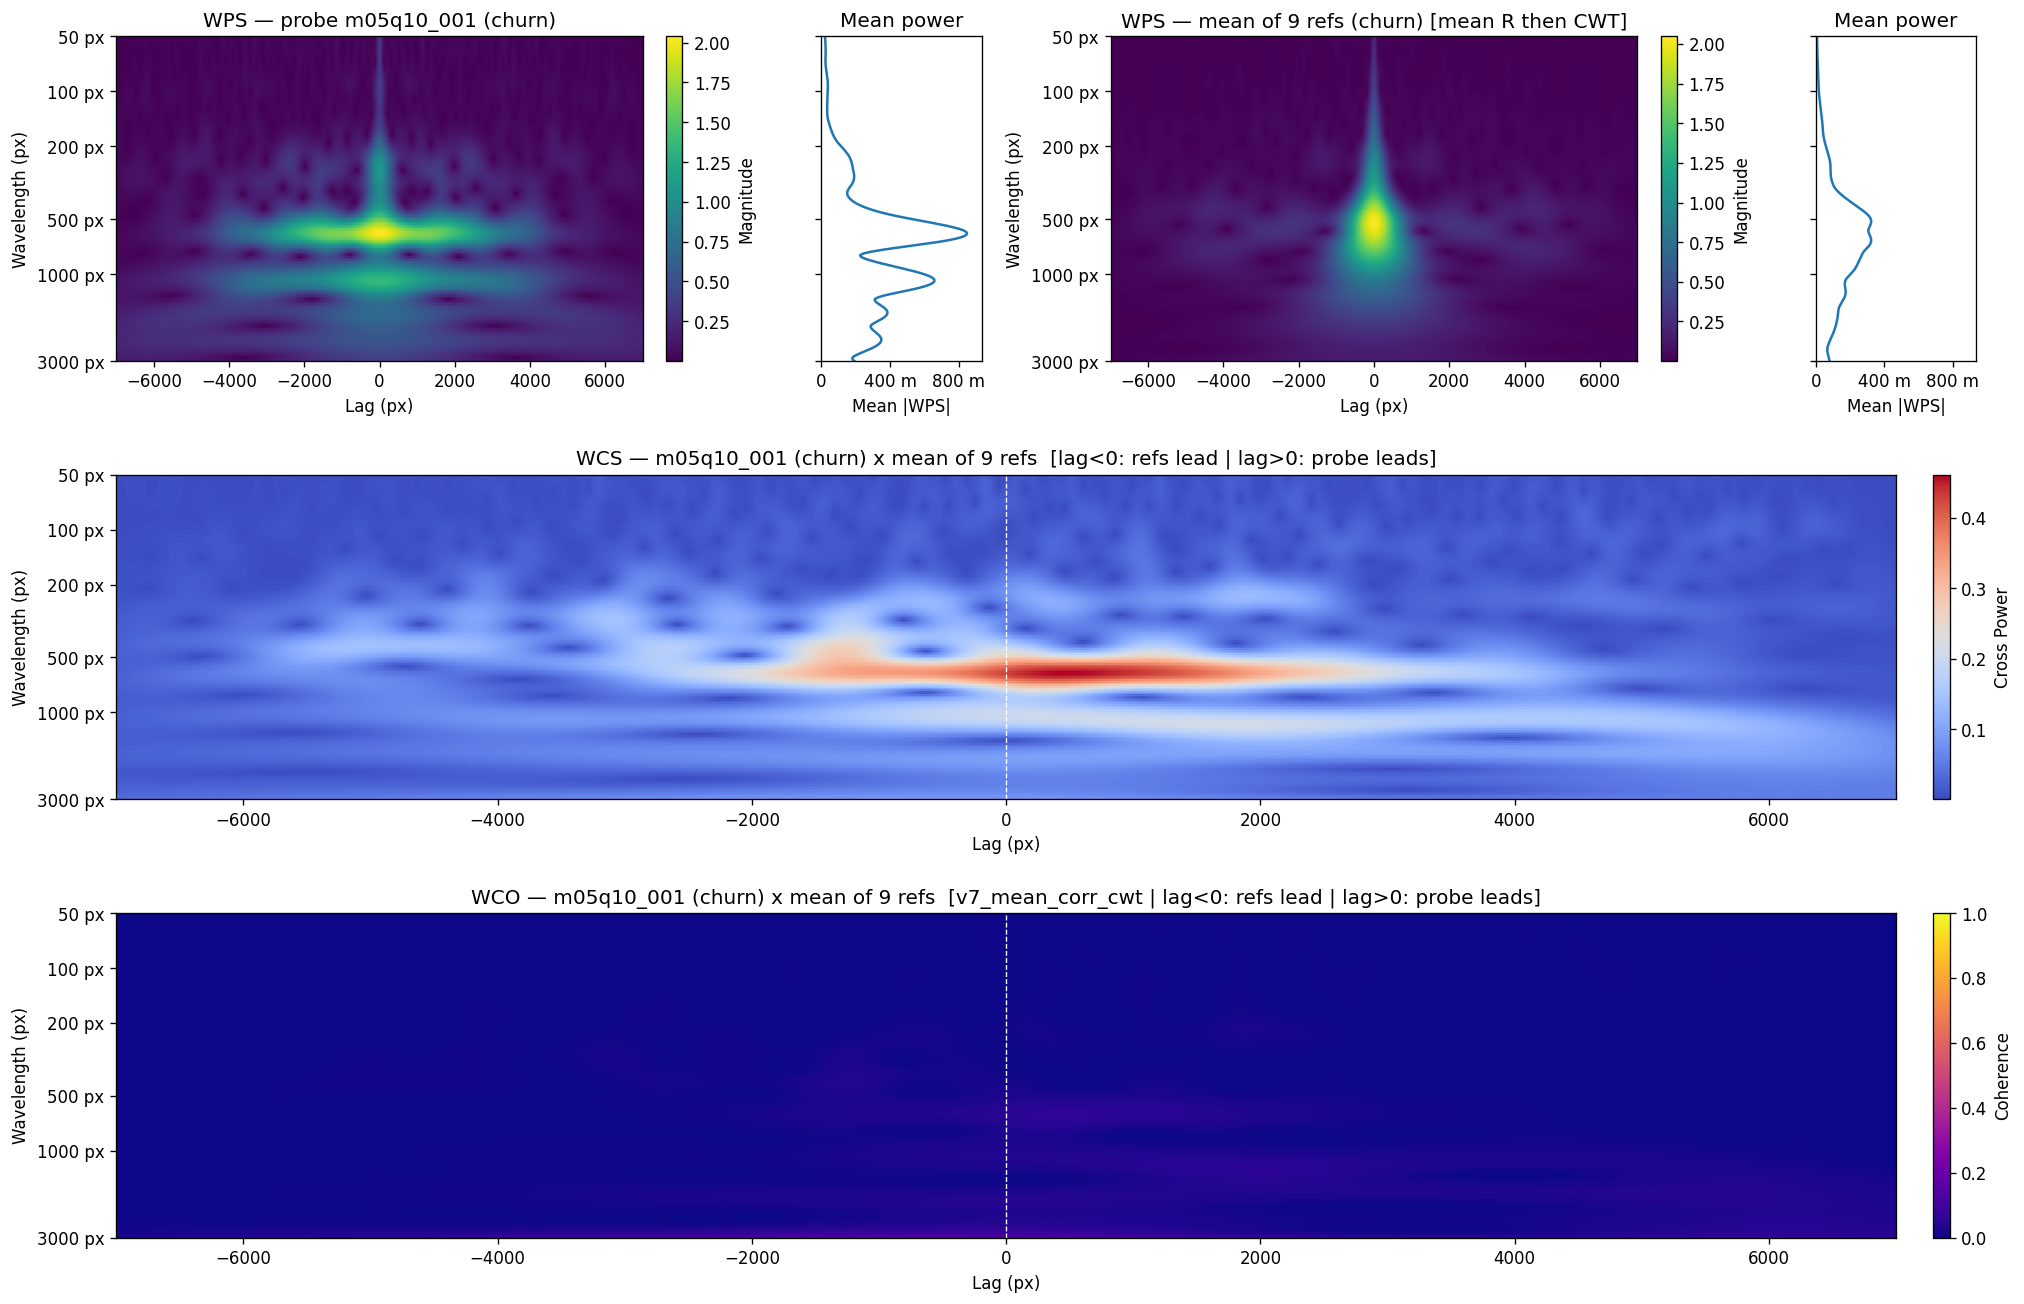 WPS — probe m05q10_001 (churn)
Mean power
WPS — mean of 9 refs (churn) [mean R then CWT]
Mean power
50 px
100 px
200 px
500 px
1000 px
3000 px
Wavelength (px)
−6000 −4000 −2000 0 2000 4000 6000
Lag (px)
2.00
1.75
1.50
1.25
1.00
0.75
0.50
0.25
Magnitude
0 400 m 800 m
Mean |WPS|
50 px
100 px
200 px
500 px
1000 px
3000 px
Wavelength (px)
−6000 −4000 −2000 0 2000 4000 6000
Lag (px)
2.00
1.75
1.50
1.25
1.00
0.75
0.50
0.25
Magnitude
0 400 m 800 m
Mean |WPS|
WCS — m05q10_001 (churn) x mean of 9 refs [lag<0: refs lead | lag>0: probe leads]
50 px
100 px
200 px
500 px
1000 px
3000 px
Wavelength (px)
−6000 −4000 −2000 0 2000 4000 6000
Lag (px)
0.4
0.3
0.2
0.1
Cross Power
WCO — m05q10_001 (churn) x mean of 9 refs [v7_mean_corr_cwt | lag<0: refs lead | lag>0: probe leads]
50 px
100 px
200 px
500 px
1000 px
3000 px
Wavelength (px)
−6000 −4000 −2000 0 2000 4000 6000
Lag (px)
1.0
0.8
0.6
0.4
0.2
0.0
Coherence